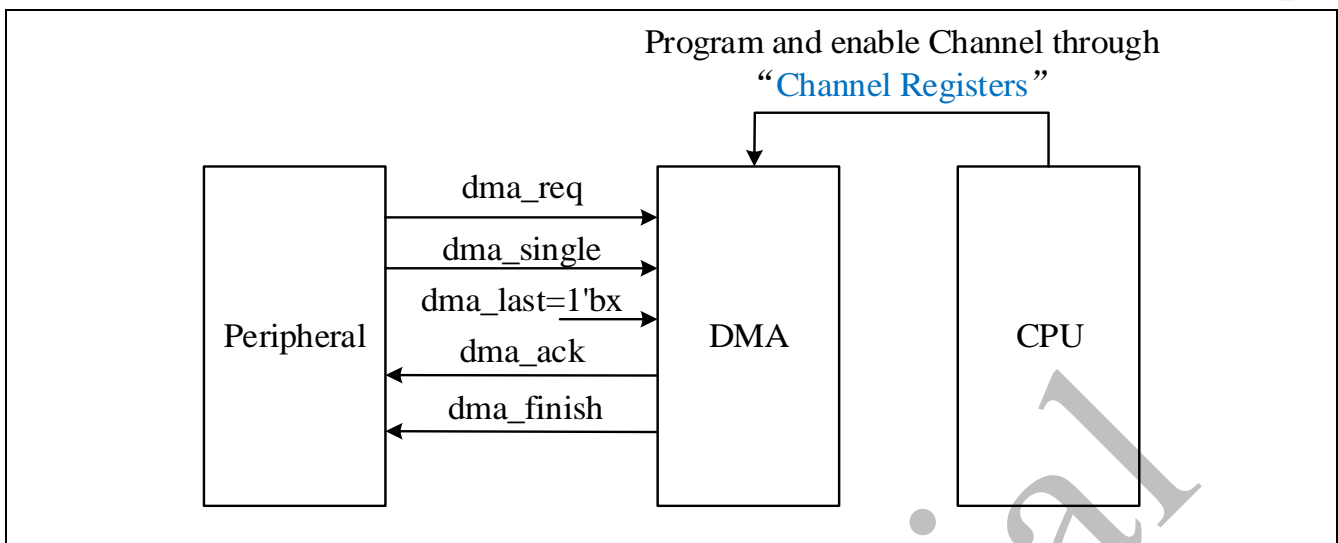 Program and enable Channel through
“Channel Registers”
dma_req
dma_single
dma_last=1'bx
Peripheral
DMA
CPU
dma_ack
dma_finish